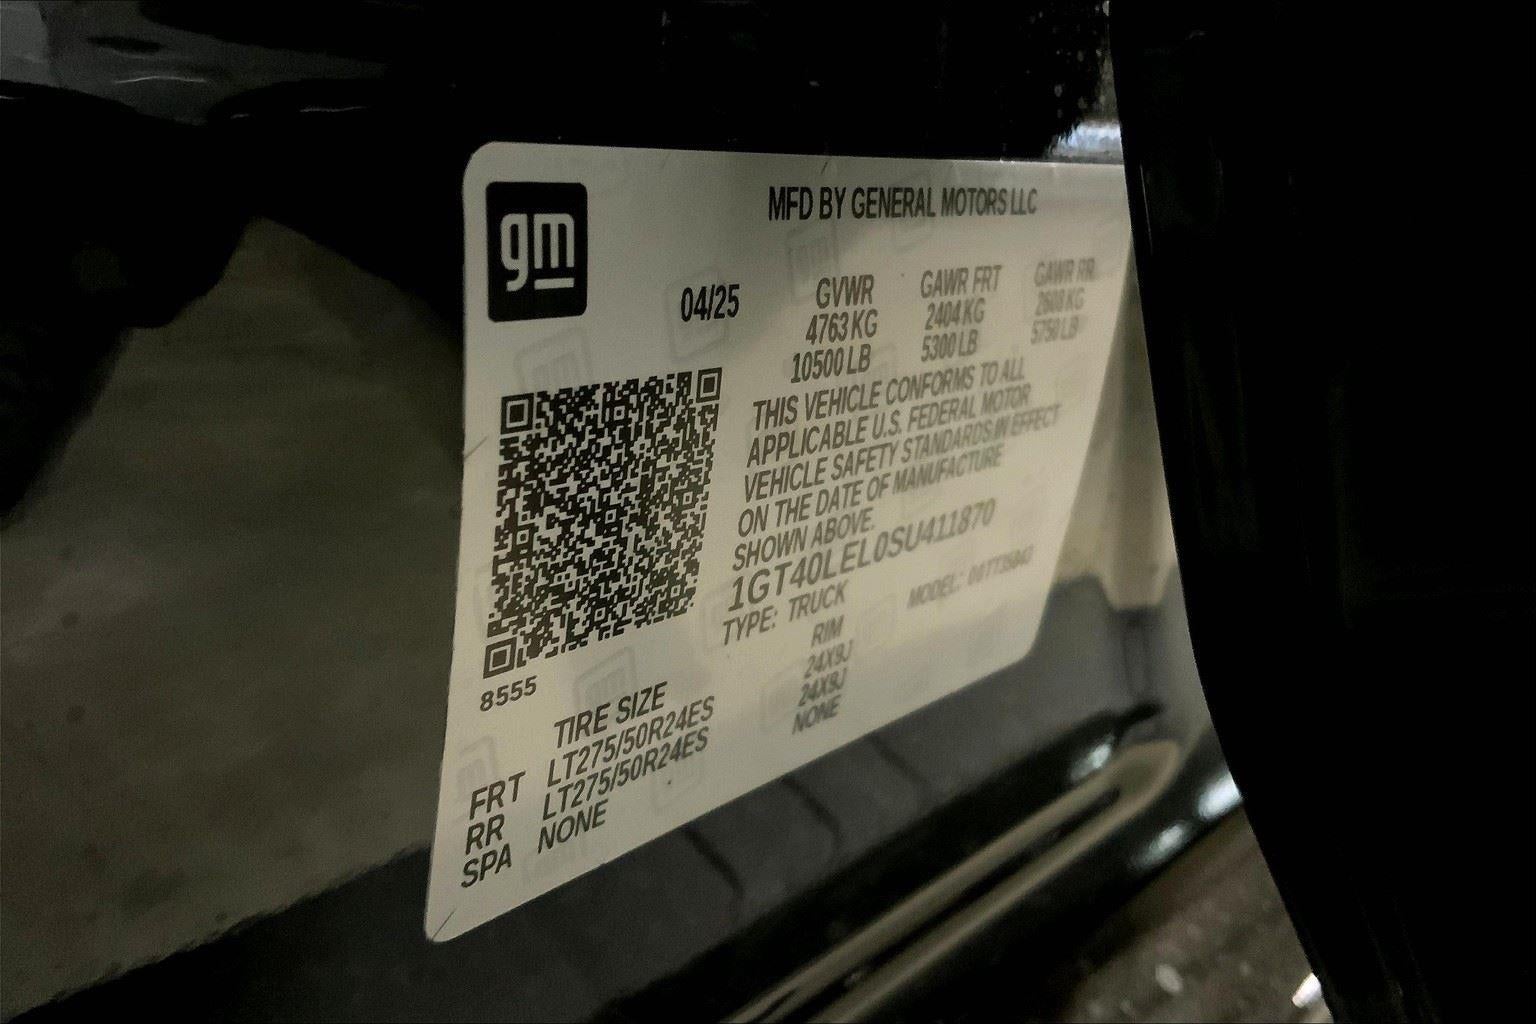 gm
MFD BY GENERAL MOTORS LLC
04/25
GVWR GAWR FRT GAWR RR
4763 KG 2404 KG 2608 KG
10500 LB 5300 LB 5750 LB
THIS VEHICLE CONFORMS TO ALL
APPLICABLE U.S. FEDERAL MOTOR
VEHICLE SAFETY STANDARDS IN EFFECT
ON THE DATE OF MANUFACTURE
SHOWN ABOVE.
1GT40LEL0SU411870
TYPE: TRUCK MODEL:
8555
TIRE SIZE RIM
FRT LT275/50R24ES 24X9J
RR LT275/50R24ES 24X9J
SPA NONE NONE